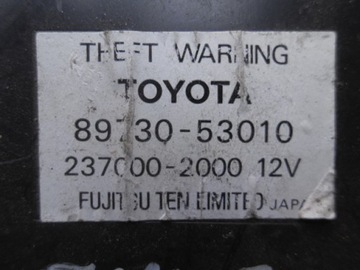 THEFT WARNING
TOYOTA
89730-53010
237000-2000 12V
FUJITSU TEN LIMITED JAPAN